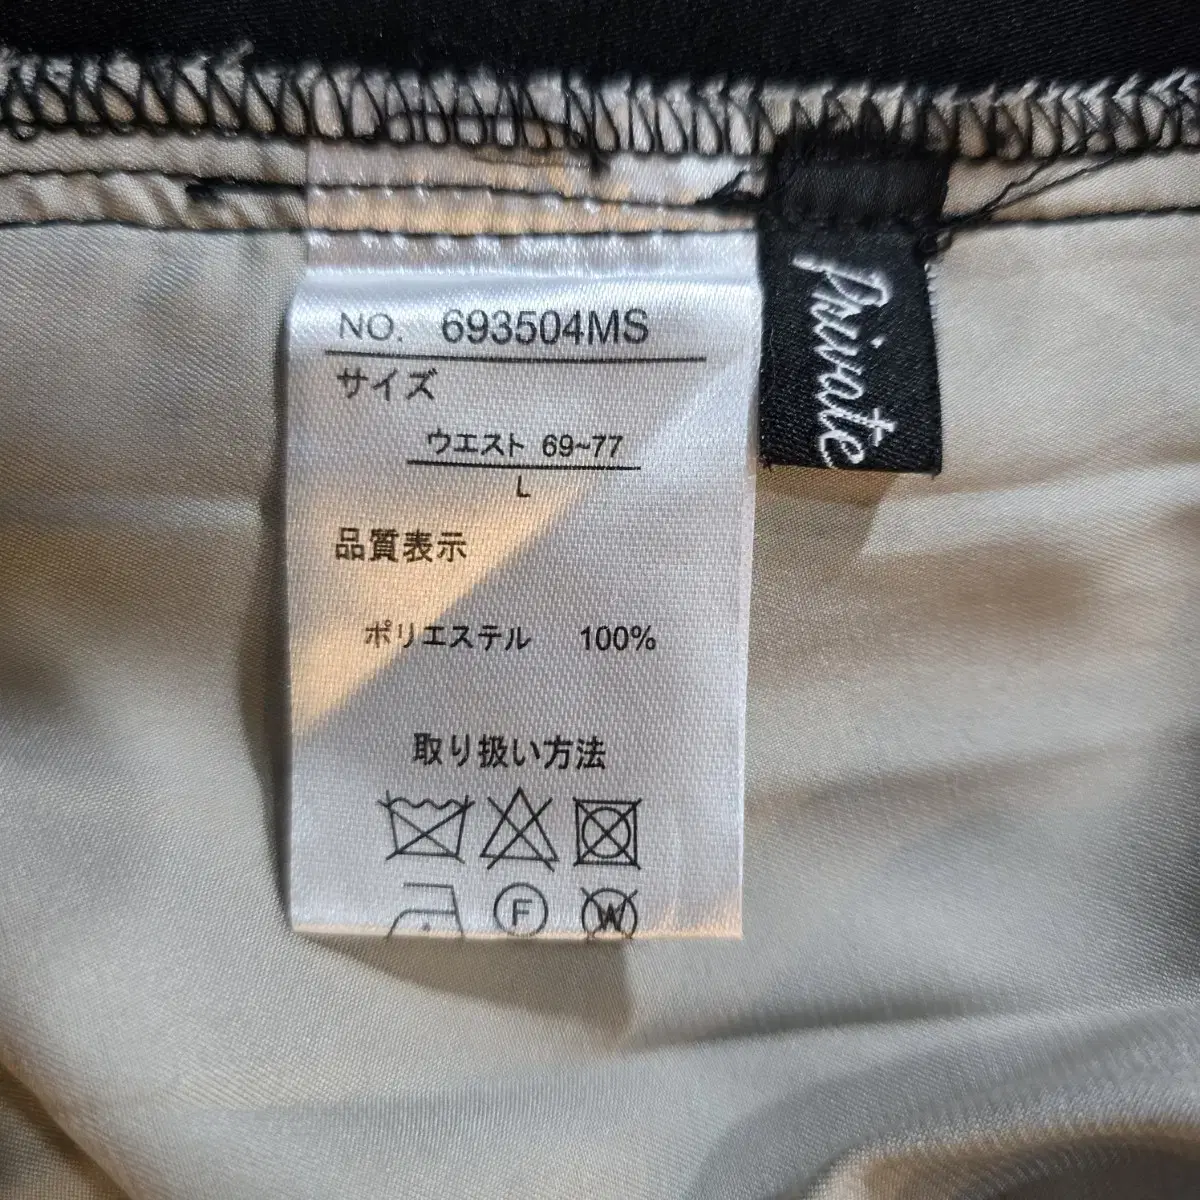 NO. 693504MS
サイズ
ウエスト 69~77
L
品質表示
ポリエステル 100%
取り扱い方法
F
W
Private